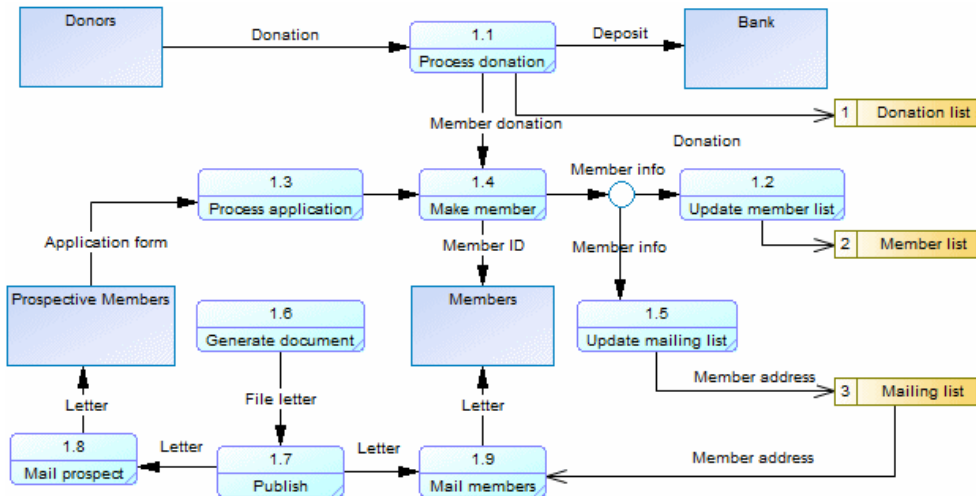 Donors
Donation
1.1
Process donation
Deposit
Bank
1 Donation list
Member donation
Donation
1.3
Process application
1.4
Make member
Member info
1.2
Update member list
Application form
Member ID
Member info
2 Member list
Prospective Members
1.6
Generate document
Members
1.5
Update mailing list
Member address
3 Mailing list
Letter
File letter
Letter
1.8
Mail prospect
Letter
1.7
Publish
Letter
1.9
Mail members
Member address